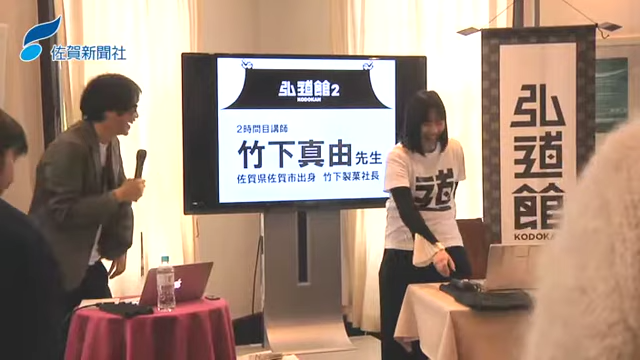 佐賀新聞社
弘道館2
KODOKAN
2時間目講師
竹下真由先生
佐賀県佐賀市出身 竹下製菓社長
道
弘道館
KODOKAN